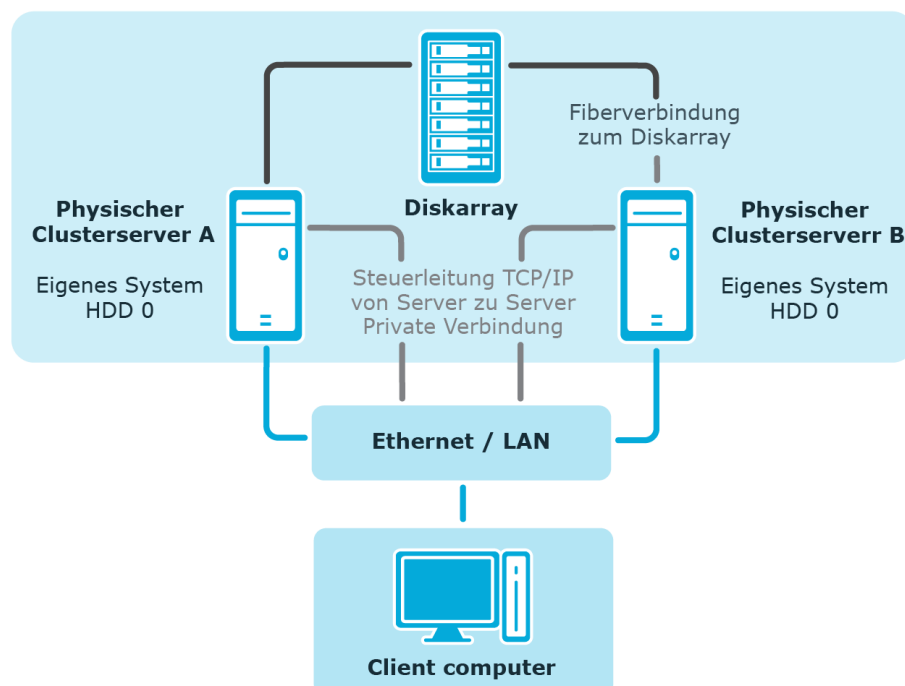 Fiberverbindung
zum Diskarray
Diskarray
Physischer
Clusterserver A
Eigenes System
HDD 0
Steuerleitung TCP/IP
von Server zu Server
Private Verbindung
Physischer
Clusterserverr B
Eigenes System
HDD 0
Ethernet / LAN
Client computer